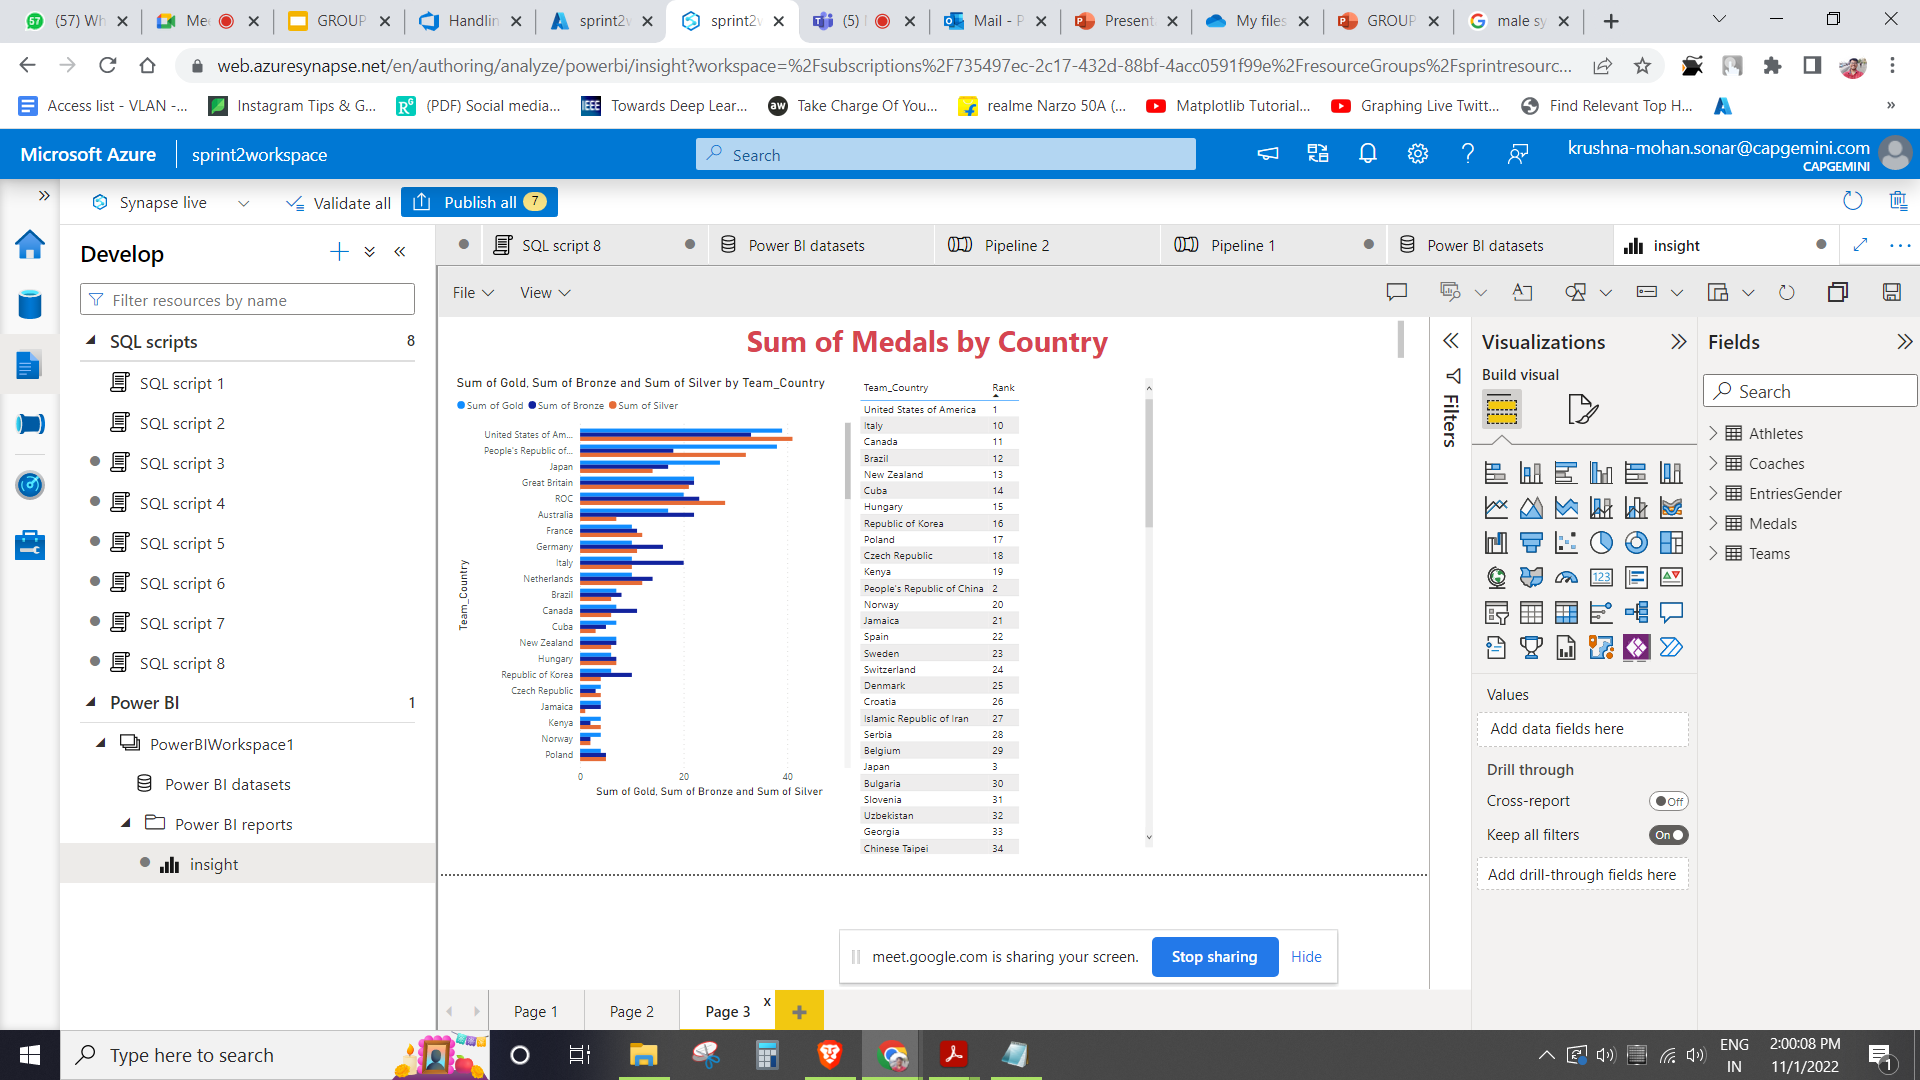 (57) Wh
Mee
GROUP
Handlin
sprint2w
sprint2w
(5)
Mail - P
Present
My files
GROUP
male sy
web.azuresynapse.net/en/authoring/analyze/powerbi/insight?workspace=%2Fsubscriptions%2F735497ec-2c17-432d-88bf-4acc0591f99e%2FresourceGroups%2Fsprintresourc...
Access list - VLAN -...
Instagram Tips & G...
(PDF) Social media...
Towards Deep Lear...
Take Charge Of You...
realme Narzo 50A (...
Matplotlib Tutorial...
Graphing Live Twitt...
Find Relevant Top H...
Microsoft Azure
sprint2workspace
Search
krushna-mohan.sonar@capgemini.com
CAPGEMINI
Synapse live
Validate all
Publish all 7
Develop
Filter resources by name
SQL scripts 8
SQL script 1
SQL script 2
SQL script 3
SQL script 4
SQL script 5
SQL script 6
SQL script 7
SQL script 8
Power BI 1
PowerBIWorkspace1
Power BI datasets
Power BI reports
insight
SQL script 8
Power BI datasets
Pipeline 2
Pipeline 1
Power BI datasets
insight
File
View
Sum of Medals by Country
Sum of Gold, Sum of Bronze and Sum of Silver by Team_Country
Sum of Gold Sum of Bronze Sum of Silver
Team_Country
United States of Am...
People's Republic of...
Japan
Great Britain
ROC
Australia
France
Germany
Italy
Netherlands
Brazil
Canada
Cuba
New Zealand
Hungary
Republic of Korea
Czech Republic
Jamaica
Kenya
Norway
Poland
0 20 40
Sum of Gold, Sum of Bronze and Sum of Silver
Team_Country Rank
United States of America 1
Italy 10
Canada 11
Brazil 12
New Zealand 13
Cuba 14
Hungary 15
Republic of Korea 16
Poland 17
Czech Republic 18
Kenya 19
People's Republic of China 2
Norway 20
Jamaica 21
Spain 22
Sweden 23
Switzerland 24
Denmark 25
Croatia 26
Islamic Republic of Iran 27
Serbia 28
Belgium 29
Japan 3
Bulgaria 30
Slovenia 31
Uzbekistan 32
Georgia 33
Chinese Taipei 34
Filters
Visualizations
Build visual
123
Values
Add data fields here
Drill through
Cross-report Off
Keep all filters On
Add drill-through fields here
Fields
Search
Athletes
Coaches
EntriesGender
Medals
Teams
meet.google.com is sharing your screen.
Stop sharing
Hide
Page 1
Page 2
Page 3 x
Type here to search
ENG
IN
2:00:08 PM
11/1/2022
1